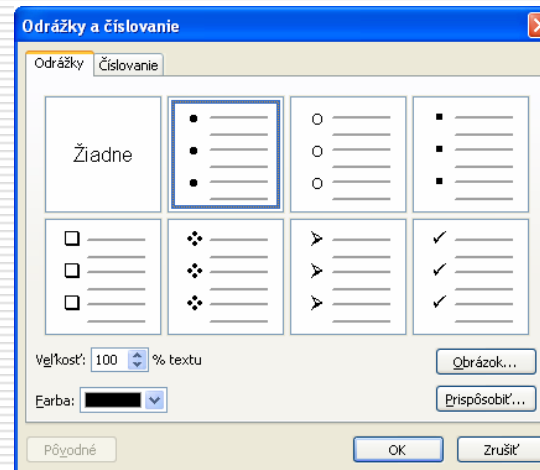 Odrážky a číslovanie
Odrážky Číslovanie
Žiadne
Veľkosť: 100 % textu
Obrázok...
Farba:
Prispôsobiť...
Pôvodné OK Zrušiť